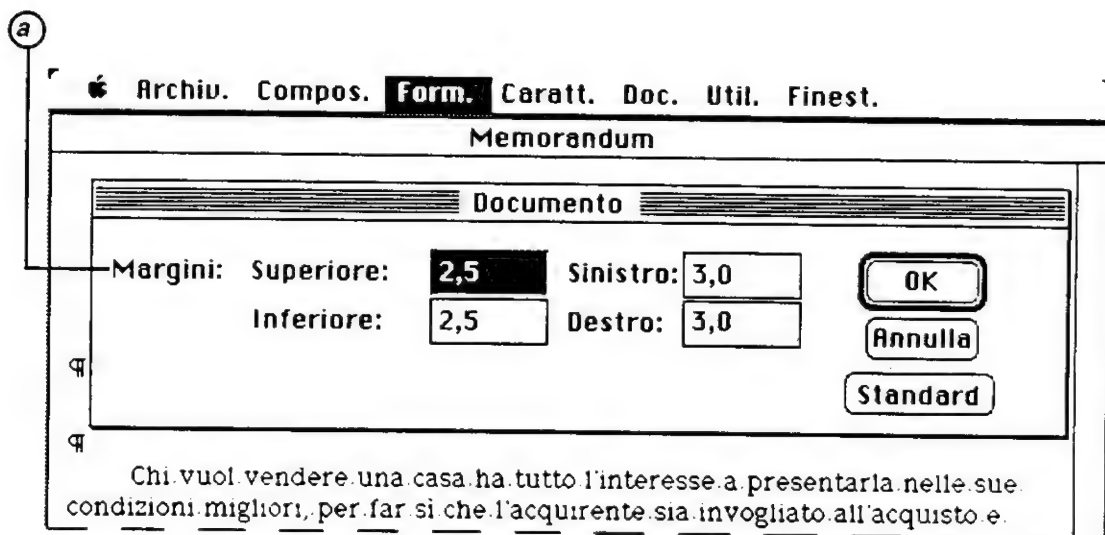 a
Archiv. Compos. Form. Caratt. Doc. Util. Finest.
Memorandum
Documento
Margini: Superiore: 2,5 Sinistro: 3,0 OK
Inferiore: 2,5 Destro: 3,0 Annulla
¶
Standard
¶
Chi vuol vendere una casa ha tutto l'interesse a presentarla nelle sue
condizioni migliori, per far sì che l'acquirente sia invogliato all'acquisto e